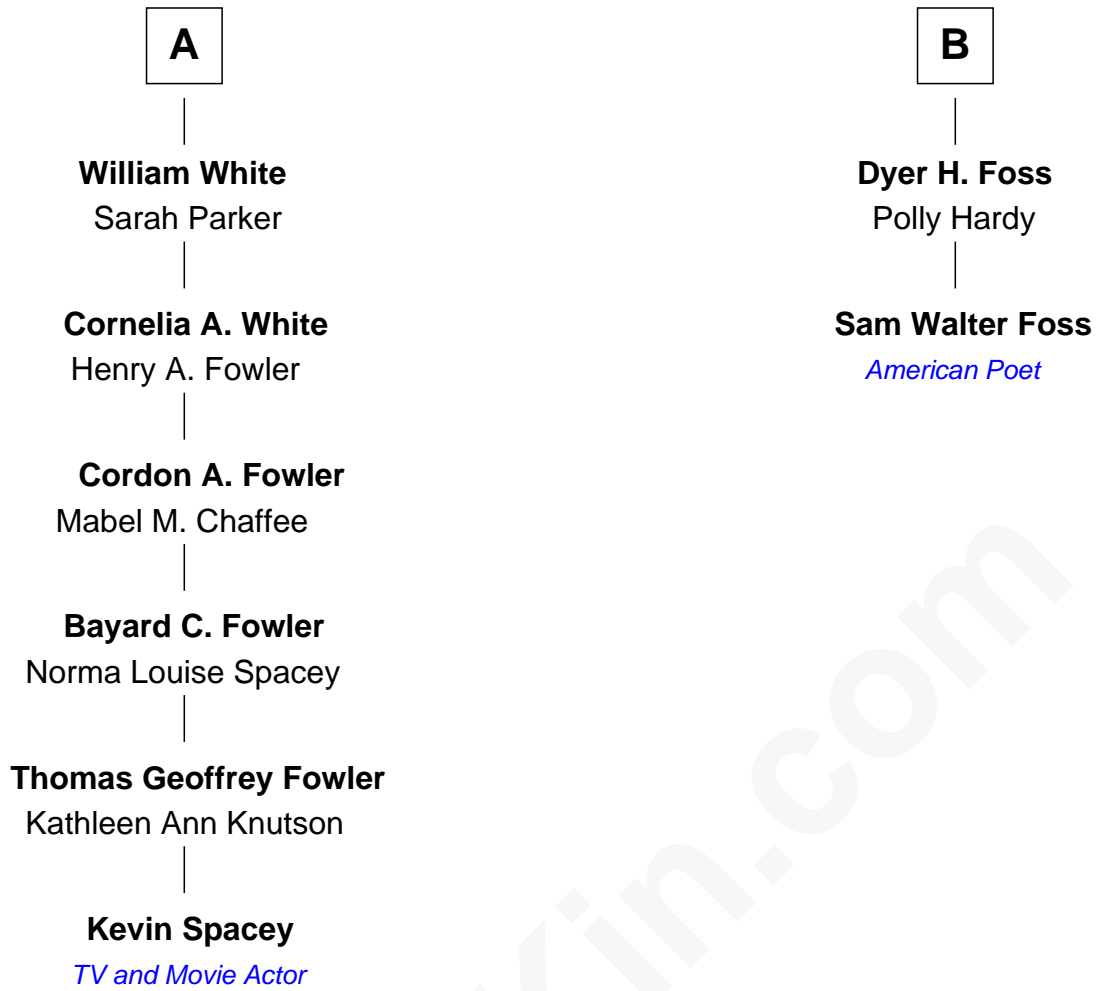 A
William White
Sarah Parker
Cornelia A. White
Henry A. Fowler
Cordon A. Fowler
Mabel M. Chaffee
Bayard C. Fowler
Norma Louise Spacey
Thomas Geoffrey Fowler
Kathleen Ann Knutson
Kevin Spacey
TV and Movie Actor
B
Dyer H. Foss
Polly Hardy
Sam Walter Foss
American Poet
kin.com